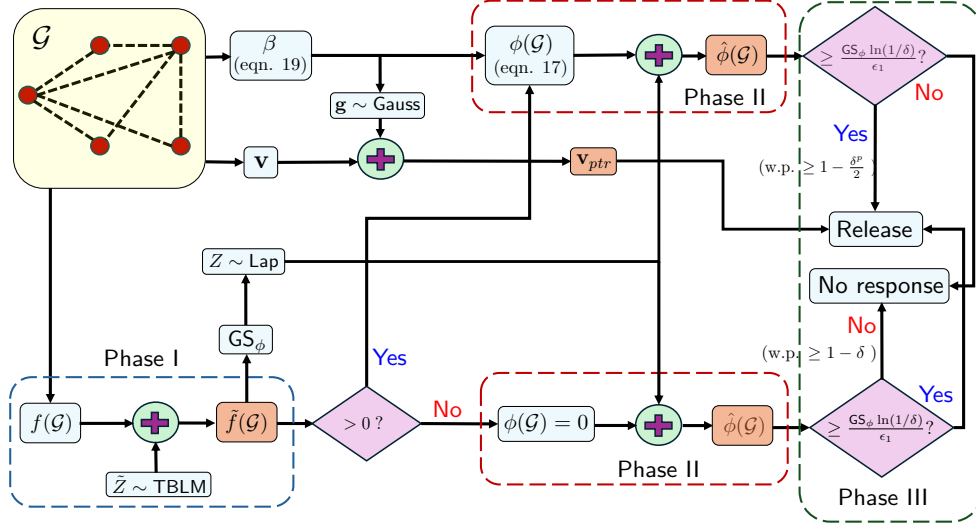 𝒢
β
(eqn. 19)
g ∼ Gauss
v
v_ptr
ϕ(𝒢)
(eqn. 17)
ϕ̂(𝒢)
Phase II
≥ GS_ϕ ln(1/δ)/ϵ₁ ?
No
Yes
(w.p. ≥ 1 − δ^p/2 )
Release
No response
No
(w.p. ≥ 1 − δ )
Yes
≥ GS_ϕ ln(1/δ)/ϵ₁ ?
Phase III
Z ∼ Lap
GS_ϕ
Phase I
f(𝒢)
f̃(𝒢)
Z̃ ∼ TBLM
> 0 ?
Yes
No
ϕ(𝒢) = 0
ϕ̂(𝒢)
Phase II